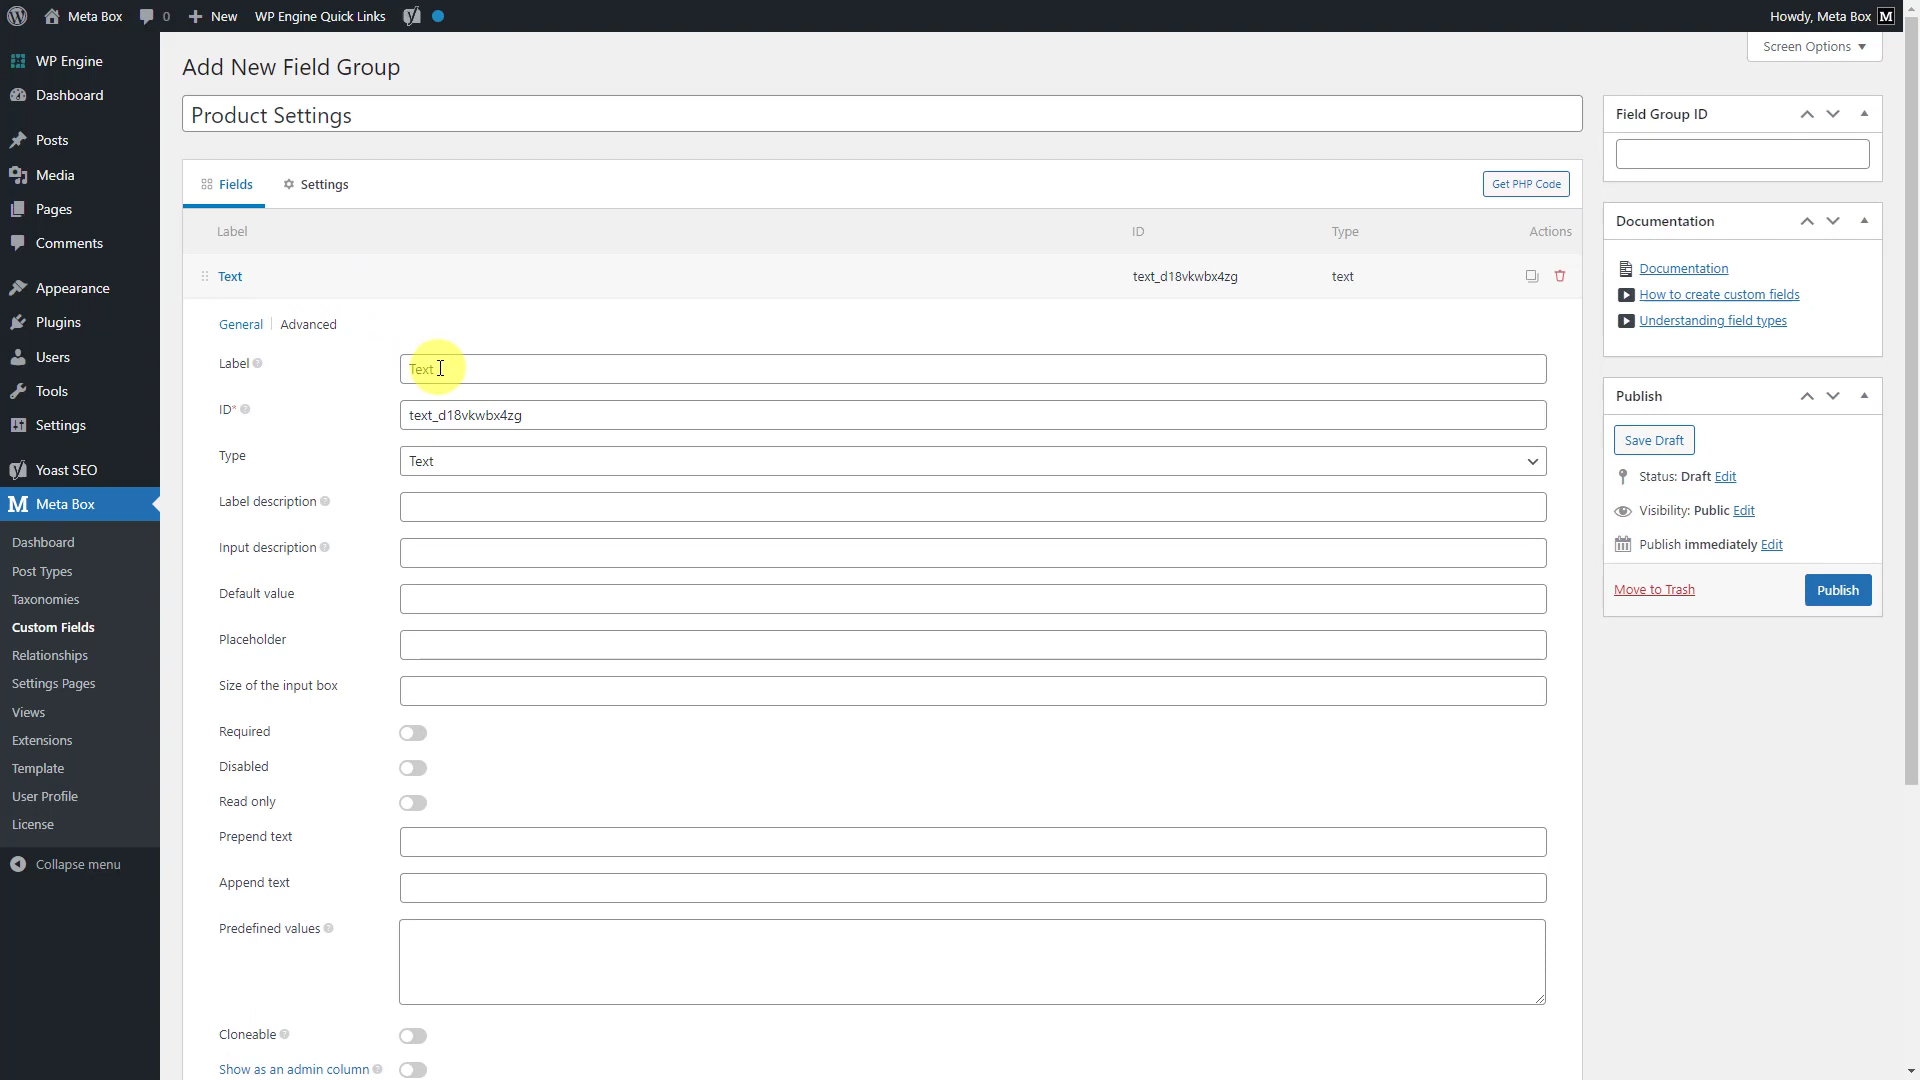 Meta Box
0
New
WP Engine Quick Links
Howdy, Meta Box
M
WP Engine
Dashboard
Posts
Media
Pages
Comments
Appearance
Plugins
Users
Tools
Settings
Yoast SEO
Meta Box
Dashboard
Post Types
Taxonomies
Custom Fields
Relationships
Settings Pages
Views
Extensions
Template
User Profile
License
Collapse menu
Screen Options
Add New Field Group
Product Settings
Fields
Settings
Get PHP Code
Label
ID
Type
Actions
Text
text_d18vkwbx4zg
text
General
Advanced
Label
Text
ID*
text_d18vkwbx4zg
Type
Text
Label description
Input description
Default value
Placeholder
Size of the input box
Required
Disabled
Read only
Prepend text
Append text
Predefined values
Cloneable
Show as an admin column
Field Group ID
Documentation
Documentation
How to create custom fields
Understanding field types
Publish
Save Draft
Status: Draft Edit
Visibility: Public Edit
Publish immediately Edit
Move to Trash
Publish